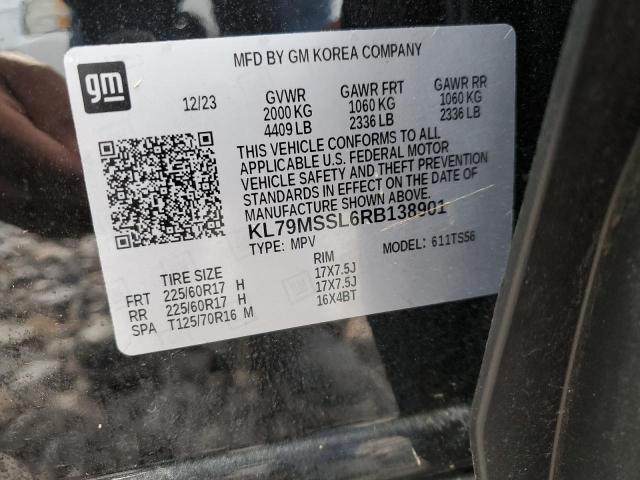 MFD BY GM KOREA COMPANY
gm
12/23 GVWR GAWR FRT GAWR RR
2000 KG 1060 KG 1060 KG
4409 LB 2336 LB 2336 LB
THIS VEHICLE CONFORMS TO ALL
APPLICABLE U.S. FEDERAL MOTOR
VEHICLE SAFETY AND THEFT PREVENTION
STANDARDS IN EFFECT ON THE DATE OF
MANUFACTURE SHOWN ABOVE.
KL79MSSL6RB138901
TYPE: MPV MODEL: 611TS56
TIRE SIZE RIM
FRT 225/60R17 H 17X7.5J
RR 225/60R17 H 17X7.5J
SPA T125/70R16 M 16X4BT